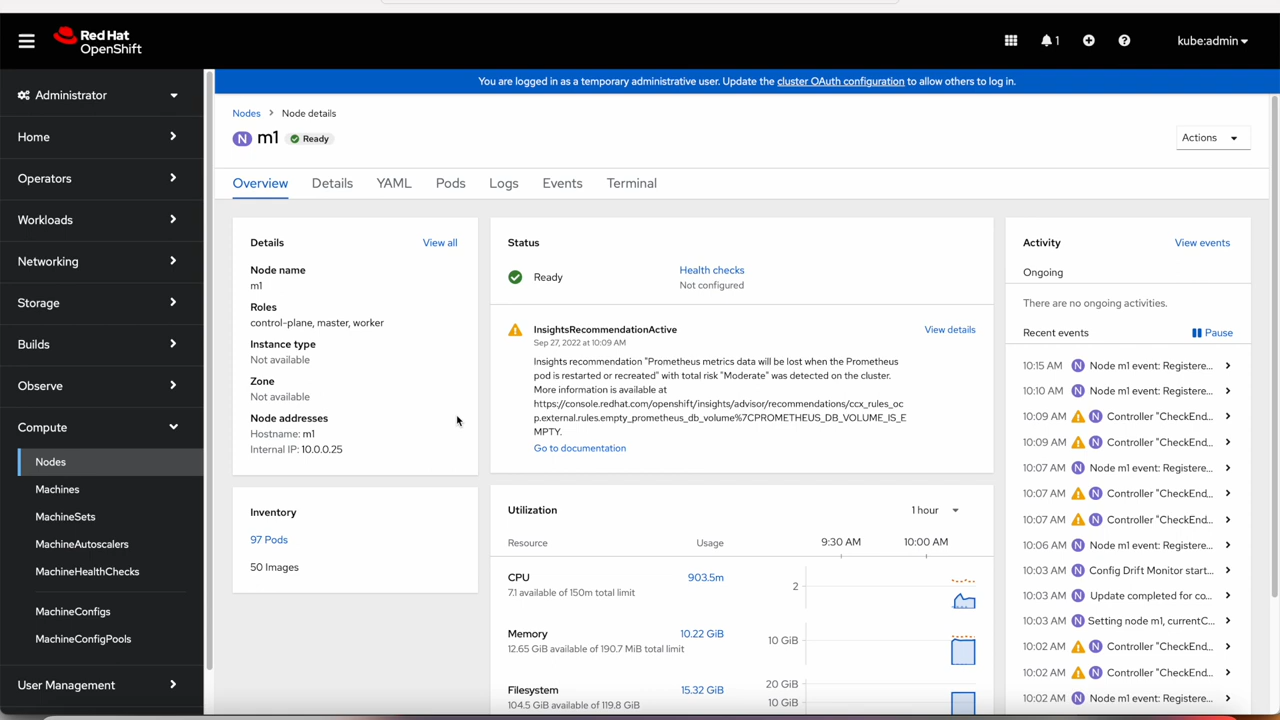 Red Hat
OpenShift
1
kube:admin
Administrator
Home
Operators
Workloads
Networking
Storage
Builds
Observe
Compute
Nodes
Machines
MachineSets
MachineAutoscalers
MachineHealthChecks
MachineConfigs
MachineConfigPools
User Management
You are logged in as a temporary administrative user. Update the cluster OAuth configuration to allow others to log in.
Nodes > Node details
N m1 Ready
Actions
Overview Details YAML Pods Logs Events Terminal
Details View all
Node name
m1
Roles
control-plane, master, worker
Instance type
Not available
Zone
Not available
Node addresses
Hostname: m1
Internal IP: 10.0.0.25
Inventory
97 Pods
50 Images
Status
Ready
Health checks
Not configured
InsightsRecommendationActive View details
Sep 27, 2022 at 10:09 AM
Insights recommendation "Prometheus metrics data will be lost when the Prometheus
pod is restarted or recreated" with total risk "Moderate" was detected on the cluster.
More information is available at
https://console.redhat.com/openshift/insights/advisor/recommendations/ccx_rules_oc
p.external.rules.empty_prometheus_db_volume%7CPROMETHEUS_DB_VOLUME_IS_E
MPTY.
Go to documentation
Utilization 1 hour
Resource Usage 9:30 AM 10:00 AM
CPU 903.5m
7.1 available of 150m total limit
2
Memory 10.22 GiB
12.65 GiB available of 190.7 MiB total limit
10 GiB
Filesystem 15.32 GiB
104.5 GiB available of 119.8 GiB
20 GiB
10 GiB
Activity View events
Ongoing
There are no ongoing activities.
Recent events Pause
10:15 AM N Node m1 event: Registere...
10:10 AM N Node m1 event: Registere...
10:09 AM N Controller "CheckEnd...
10:09 AM N Controller "CheckEnd...
10:07 AM N Node m1 event: Registere...
10:07 AM N Controller "CheckEnd...
10:07 AM N Controller "CheckEnd...
10:06 AM N Node m1 event: Registere...
10:03 AM N Config Drift Monitor start...
10:03 AM N Update completed for co...
10:03 AM N Setting node m1, currentC...
10:02 AM N Controller "CheckEnd...
10:02 AM N Controller "CheckEnd...
10:02 AM N Node m1 event: Registere...